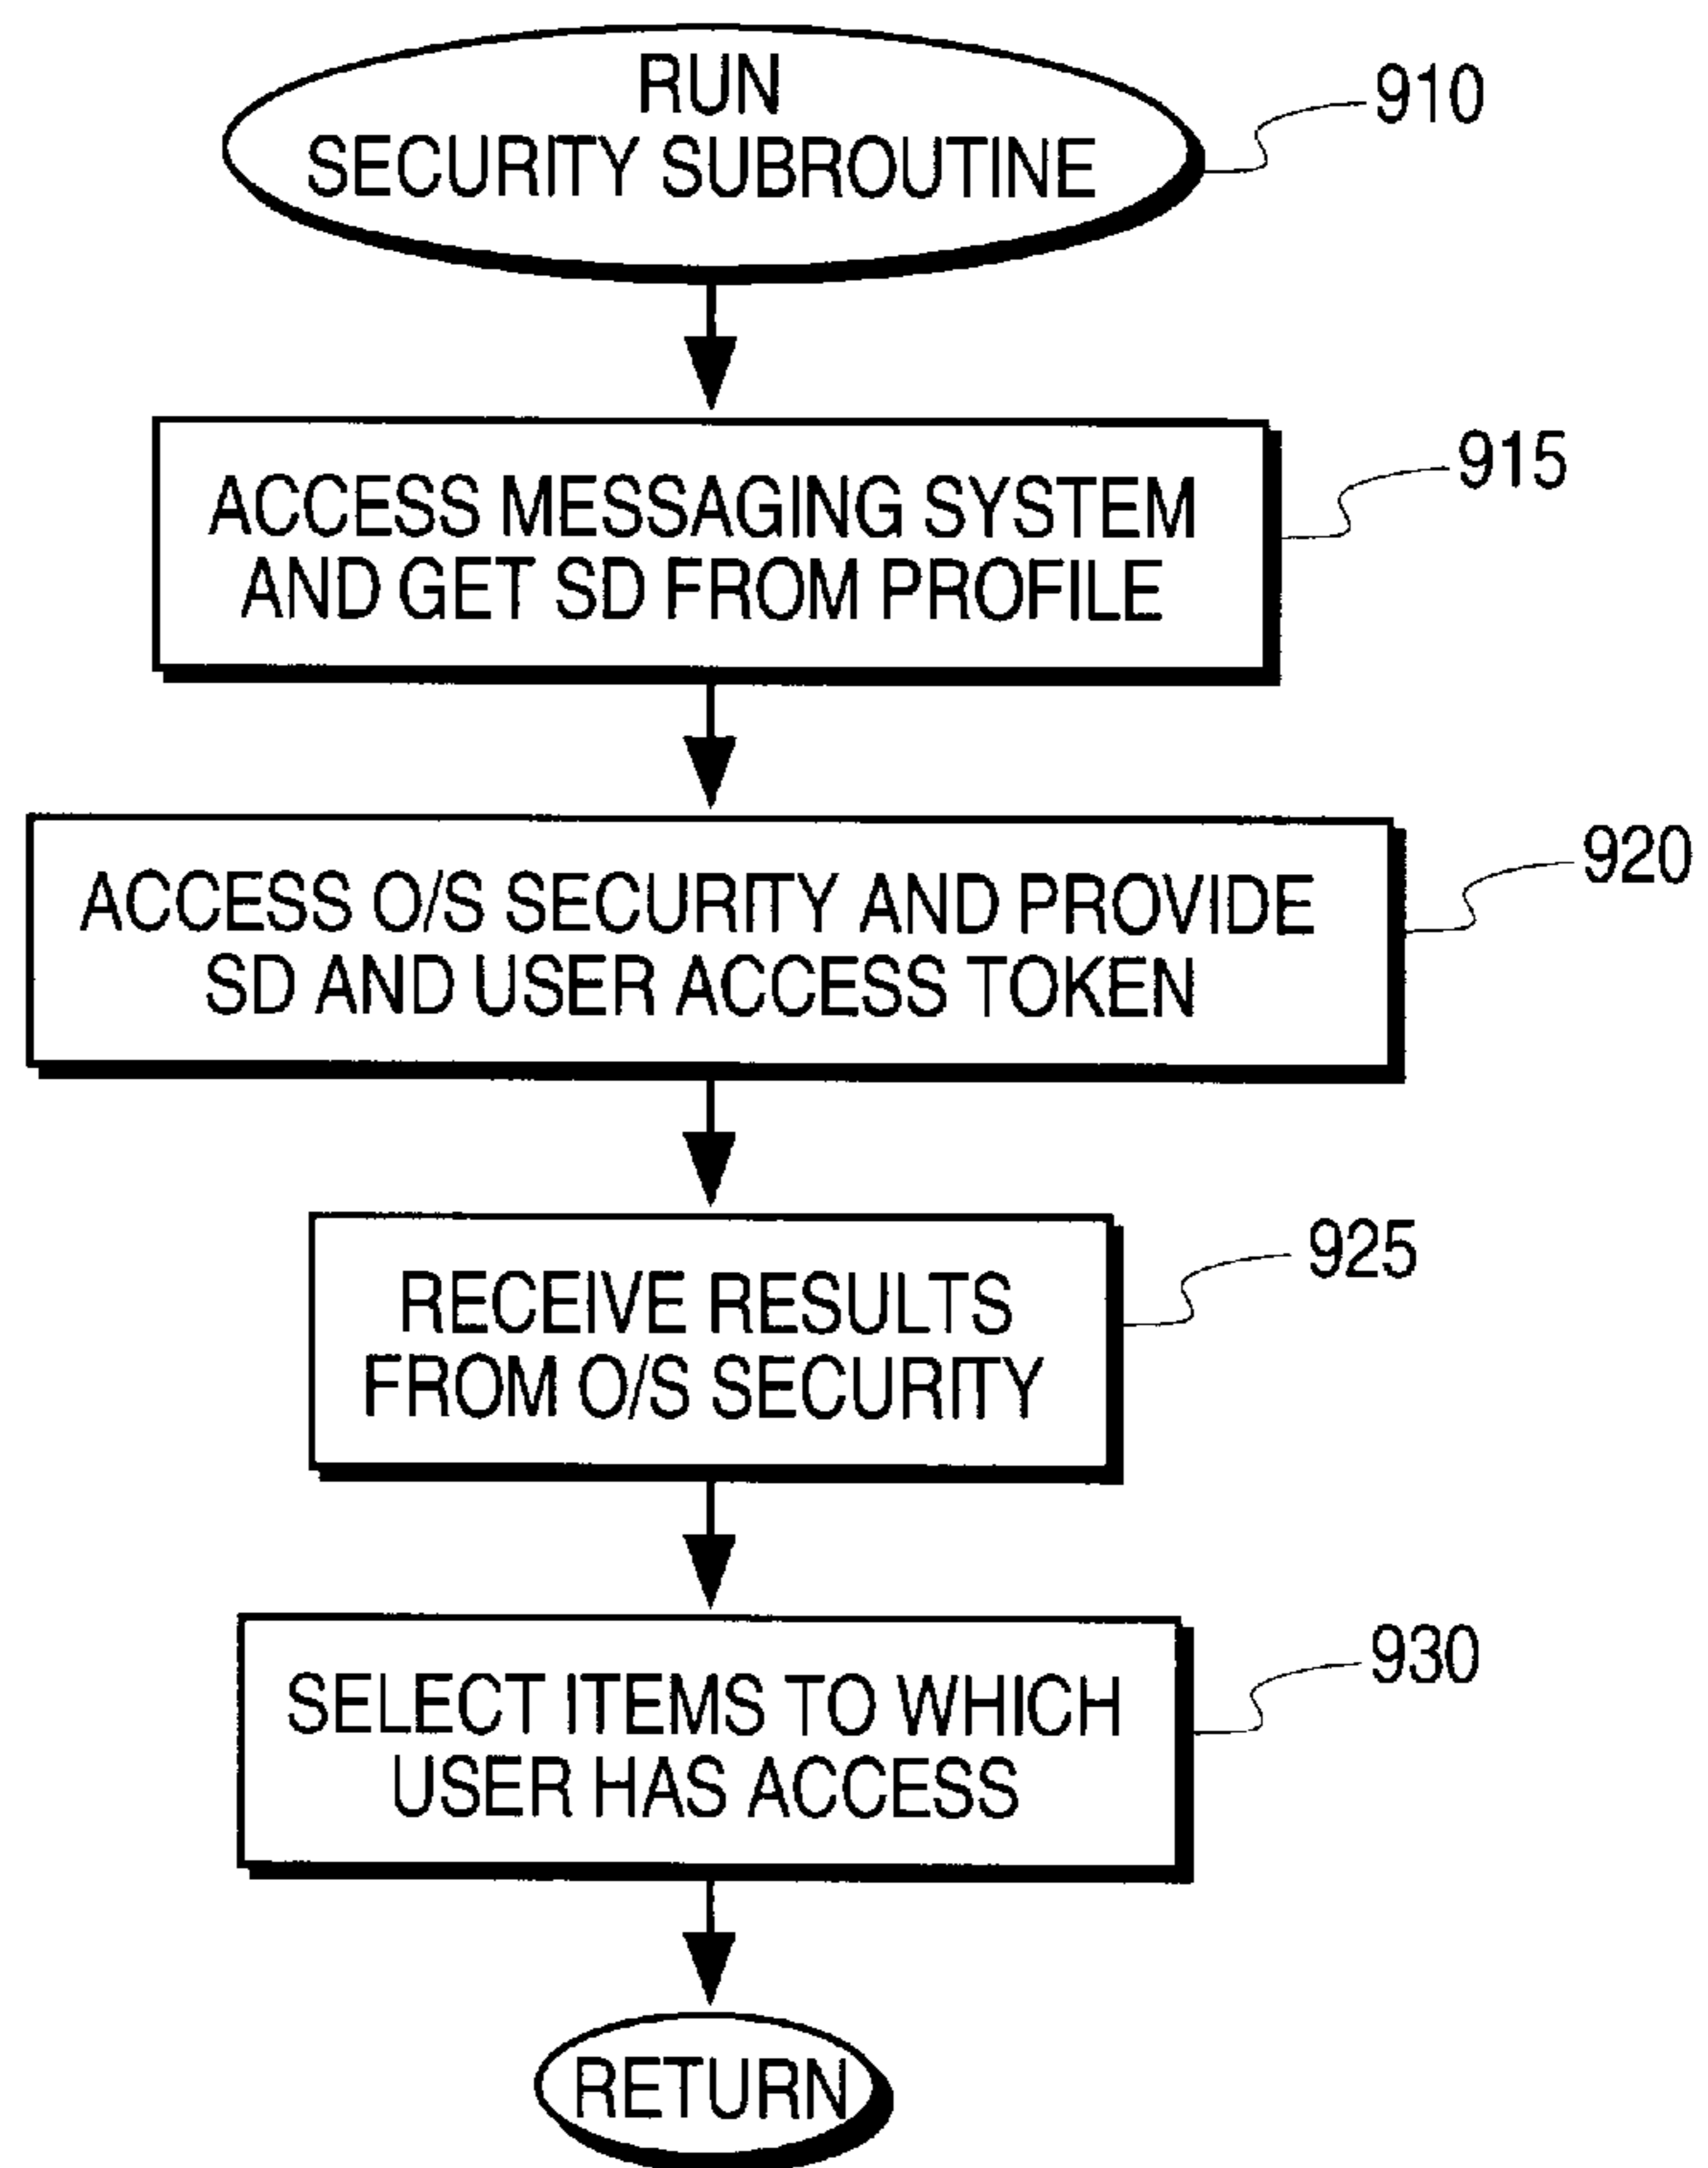 RUN
SECURITY SUBROUTINE
910
ACCESS MESSAGING SYSTEM
AND GET SD FROM PROFILE
915
ACCESS O/S SECURITY AND PROVIDE
SD AND USER ACCESS TOKEN
920
RECEIVE RESULTS
FROM O/S SECURITY
925
SELECT ITEMS TO WHICH
USER HAS ACCESS
930
RETURN